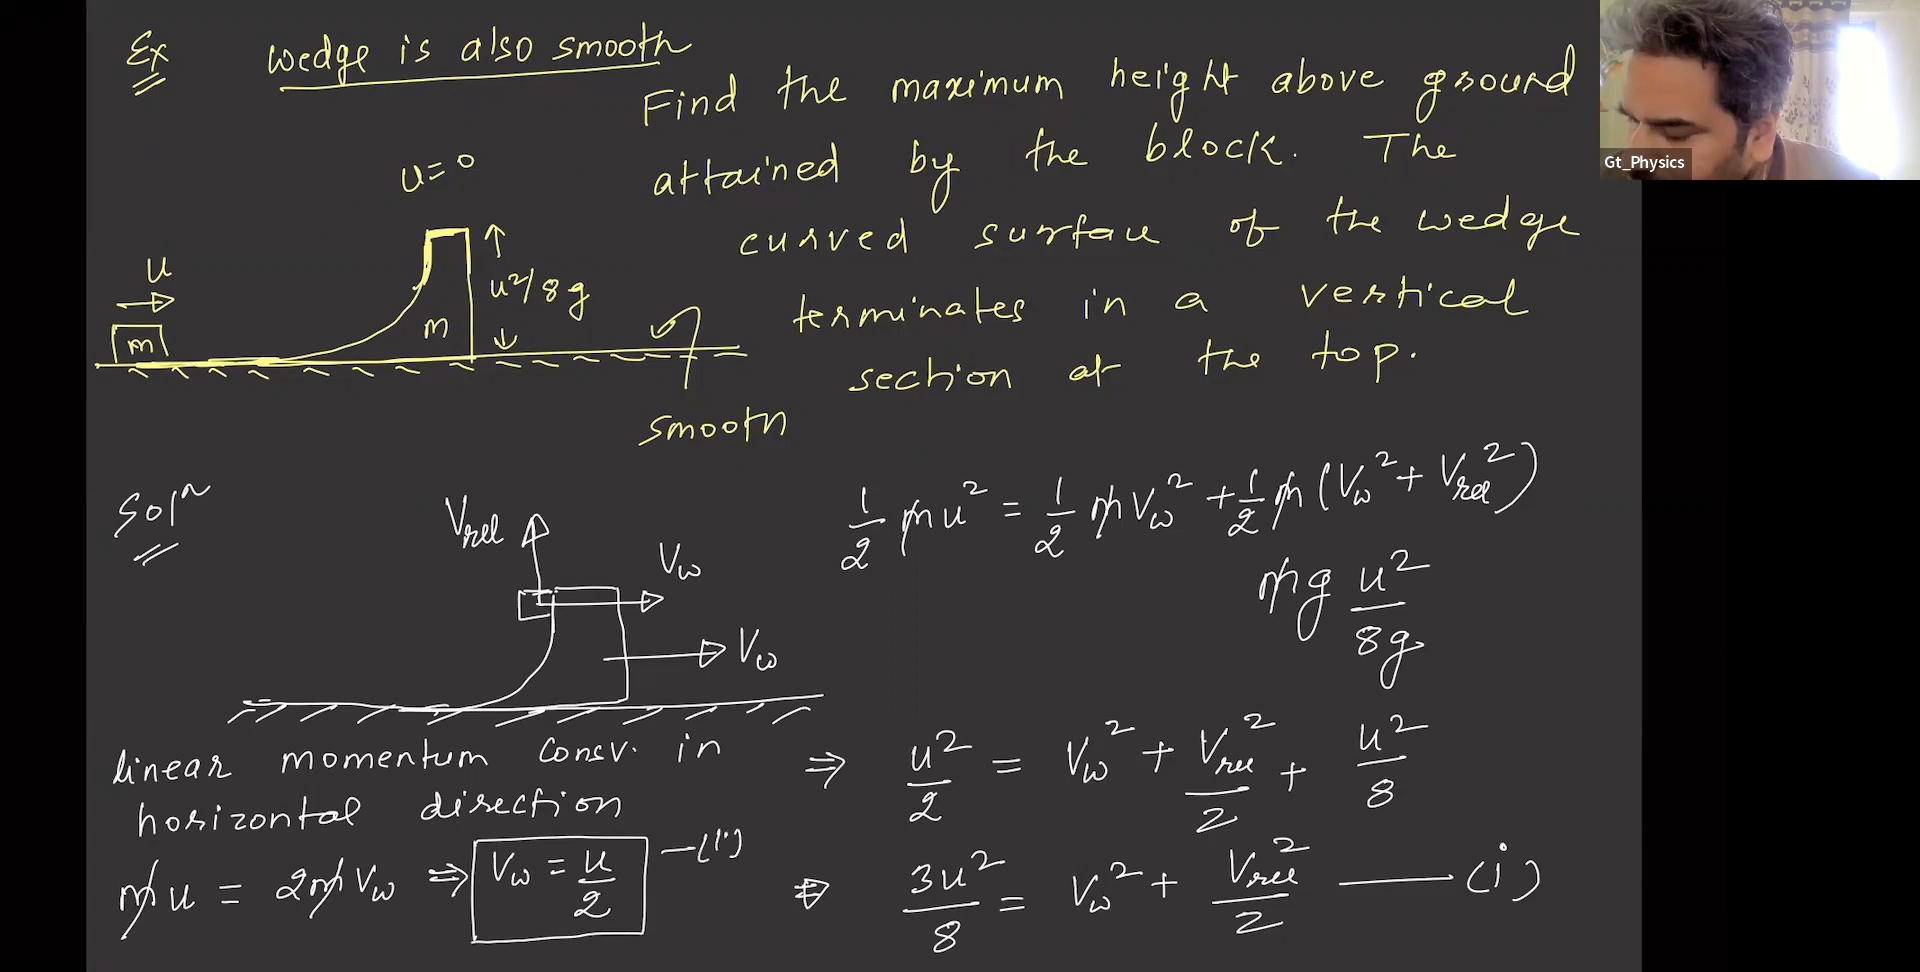 Ex wedge is also smooth
Find the maximum height above ground
attained by the block. The
curved surface of the wedge
terminates in a vertical
section at the top.
u=0
u
m
m
↑
u²/8g
↓
smooth
Gt_Physics
Solⁿ
Vrel
Vw
Vw
linear momentum consv. in
horizontal direction
mu = 2mVw ⇒ Vw = u/2 —(i)
1/2 mu² = 1/2 mVw² + 1/2 m(Vw² + Vrel²)
mg u²/8g
⇒ u²/2 = Vw² + Vrel²/2 + u²/8
⇒ 3u²/8 = Vw² + Vrel²/2 —(i)